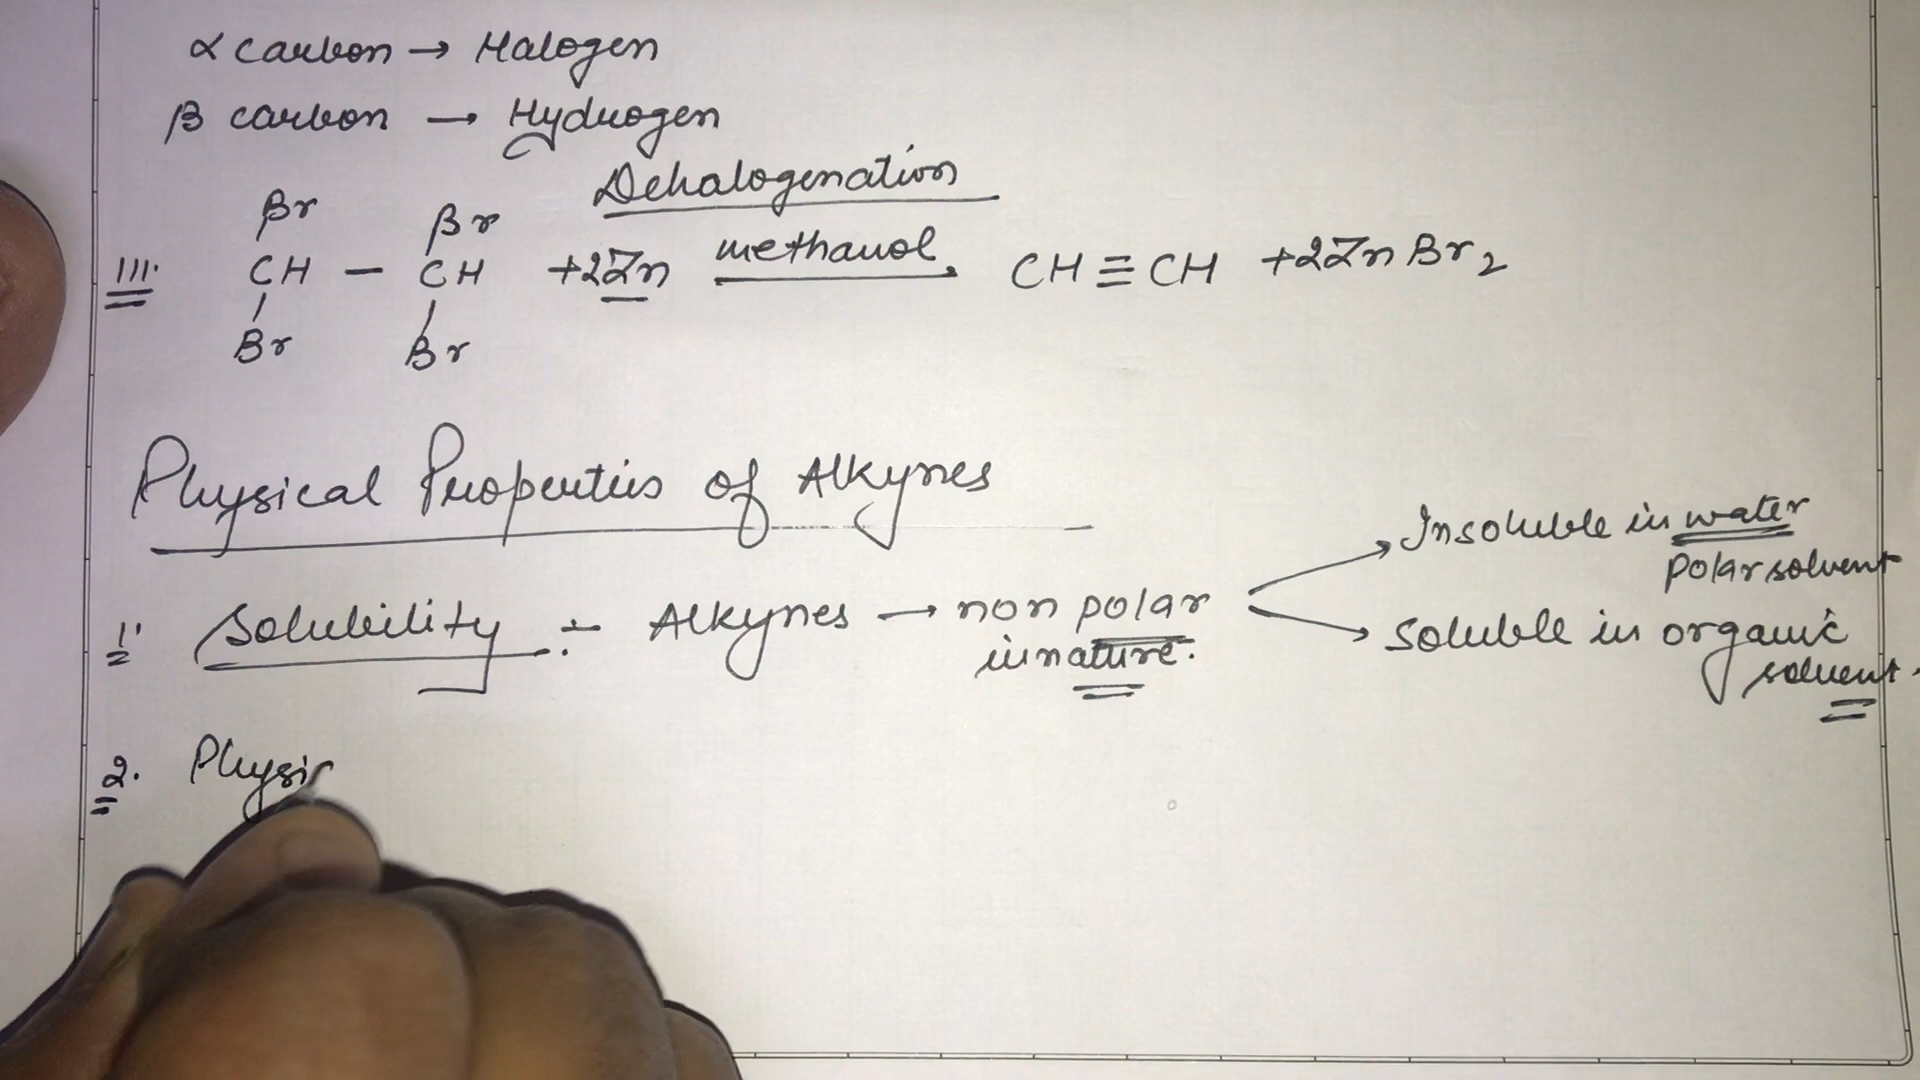 α carbon → Halogen
β carbon → Hydrogen
Dehalogenation
Br Br
III. CH — CH +2Zn methanol CH ≡ CH +2ZnBr2
Br Br
Physical Properties of Alkynes
1. Solubility :- Alkynes → non polar in nature.
Insoluble in water
polar solvent
Soluble in organic
solvent.
2. Physi